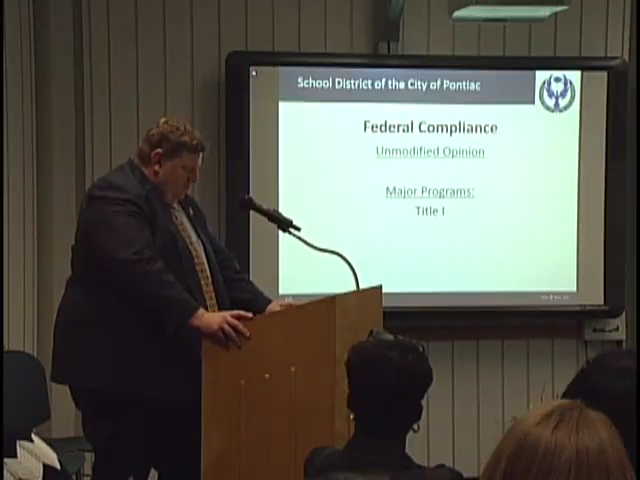 School District of the City of Pontiac
Federal Compliance
Unmodified Opinion
Major Programs:
Title I